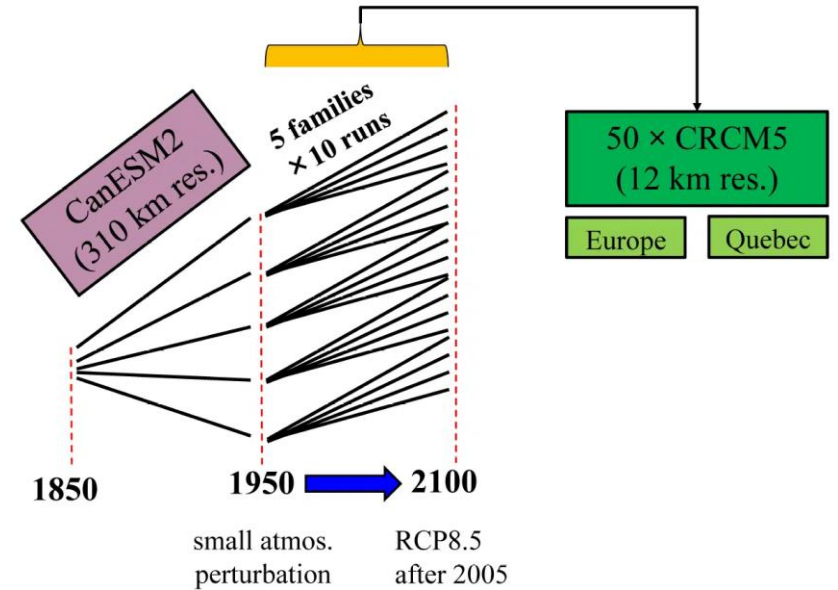 CanESM2
(310 km res.)
5 families
× 10 runs
50 × CRCM5
(12 km res.)
Europe
Quebec
1850
1950
2100
small atmos.
perturbation
RCP8.5
after 2005